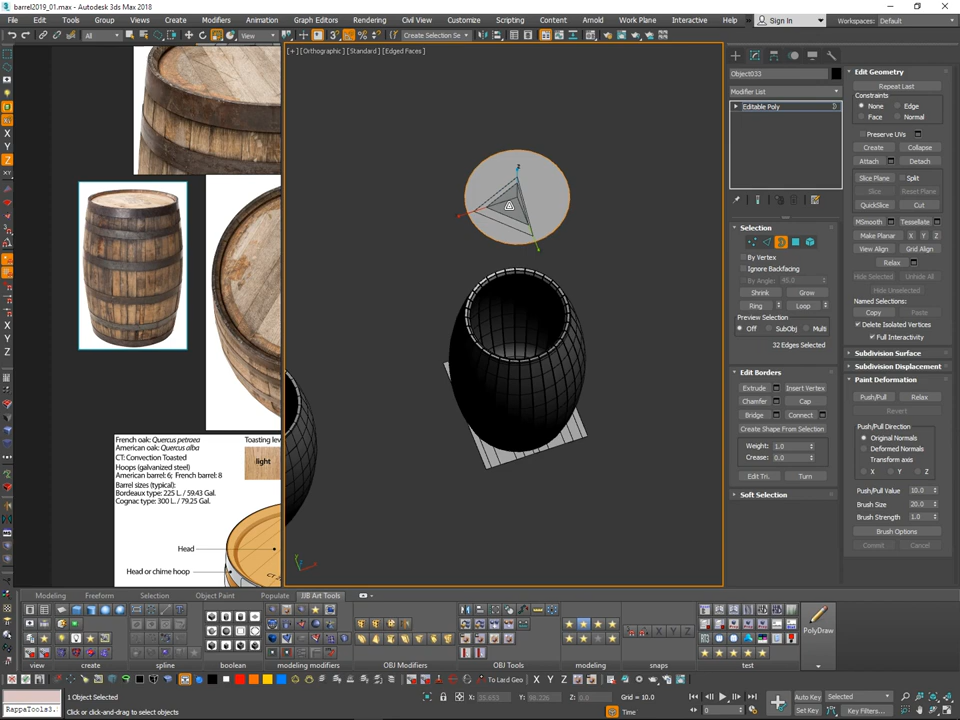 barrel2019_01.max - Autodesk 3ds Max 2018
File Edit Tools Group Views Create Modifiers Animation Graph Editors Rendering Civil View Customize Scripting Content Arnold Work Plane Interactive Help Sign In Workspaces: Default
All View Create Selection Se
[+] [Orthographic] [Standard] [Edged Faces]
Object033
Modifier List
Editable Poly
Selection
By Vertex
Ignore Backfacing
By Angle: 45.0
Shrink Grow
Ring Loop
Preview Selection
Off SubObj Multi
32 Edges Selected
Edit Borders
Extrude Insert Vertex
Chamfer Cap
Bridge Connect
Create Shape From Selection
Weight: 1.0
Crease: 0.0
Edit Tri. Turn
Soft Selection
Edit Geometry
Repeat Last
Constraints
None Edge
Face Normal
Preserve UVs
Create Collapse
Attach Detach
Slice Plane Split
Slice Reset Plane
QuickSlice Cut
MSmooth Tessellate
Make Planar X Y Z
View Align Grid Align
Relax
Hide Selected Unhide All
Hide Unselected
Named Selections:
Copy Paste
Delete Isolated Vertices
Full Interactivity
Subdivision Surface
Subdivision Displacement
Paint Deformation
Push/Pull Relax
Revert
Push/Pull Direction
Original Normals
Deformed Normals
Transform axis
X Y Z
Push/Pull Value 10.0
Brush Size 20.0
Brush Strength 1.0
Brush Options
Commit Cancel
X
Y
Z
XY
X
Y
Z
French oak: Quercus petraea
American oak: Quercus alba
CT: Convection Toasted
Hoops (galvanized steel)
American barrel: 6; French barrel: 8
Barrel sizes (typical):
Bordeaux type: 225 L. / 59.43 Gal.
Cognac type: 300 L. / 79.25 Gal.
Toasting lev
light
Head
Head or chime hoop
Modeling Freeform Selection Object Paint Populate JJB Art Tools
PolyDraw
view create spline boolean modeling modifiers OBJ Modifiers OBJ Tools modeling snaps test
To Lard Geo X Y Z
RappaTools3.
1 Object Selected
Click or click-and-drag to select objects
X: 35.653 Y: 98.226 Z: 0.0 Grid = 10.0
Time
0
Auto Key Selected
Set Key Key Filters...